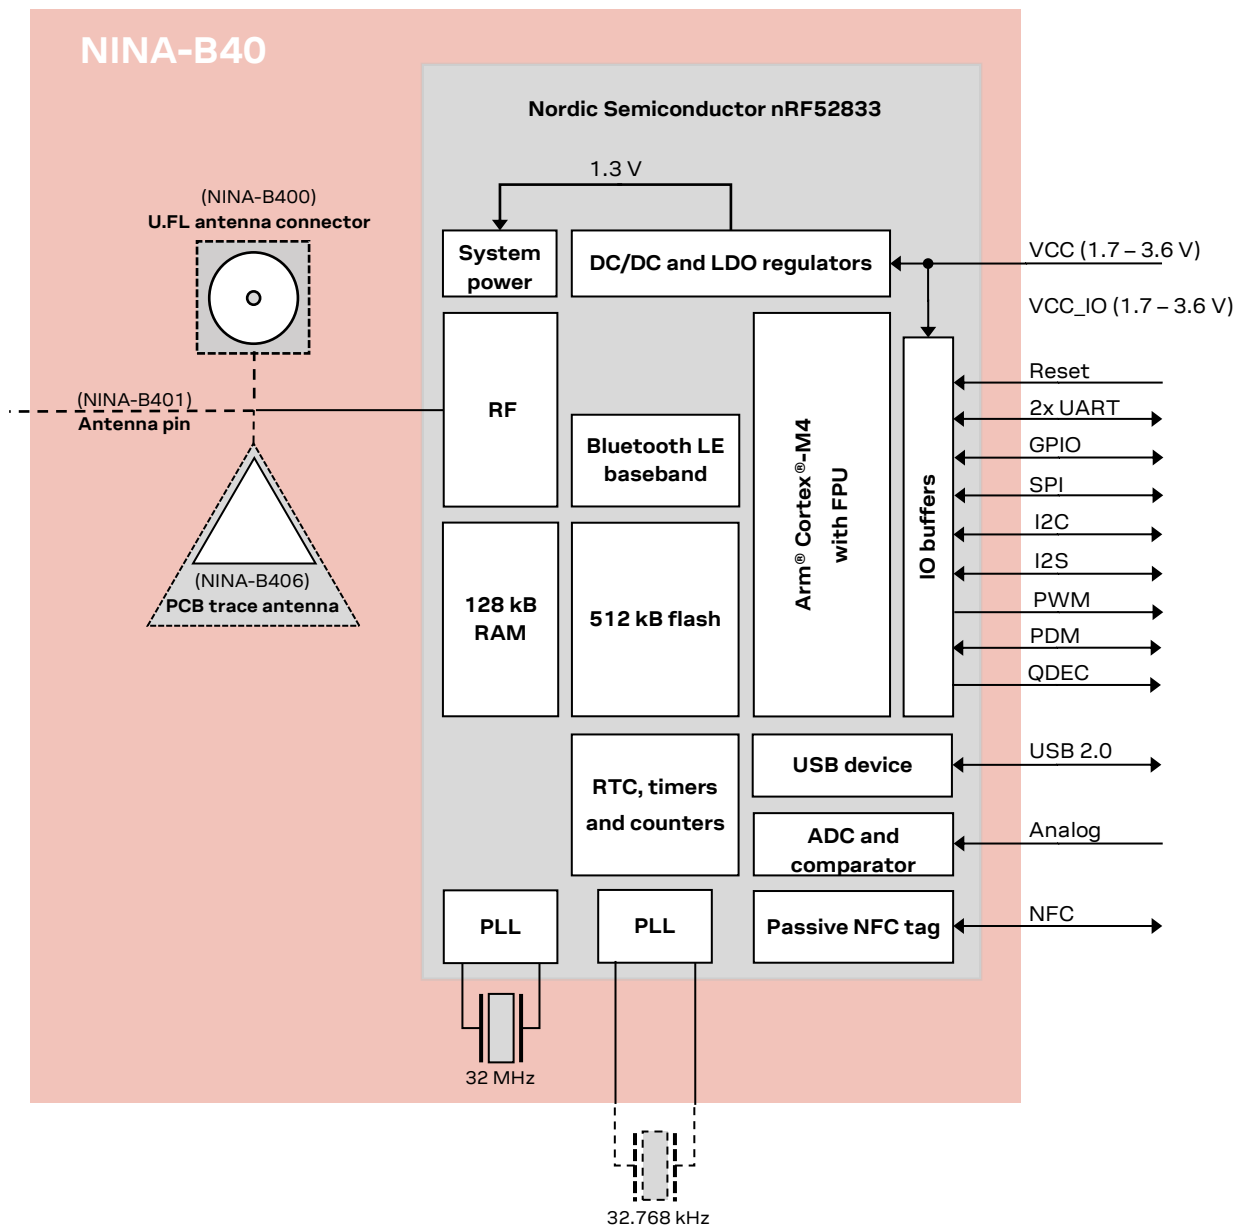 NINA-B40
Nordic Semiconductor nRF52833
1.3 V
(NINA-B400)
U.FL antenna connector
System
power
DC/DC and LDO regulators
VCC (1.7 – 3.6 V)
VCC_IO (1.7 – 3.6 V)
Reset
(NINA-B401)
Antenna pin
RF
2x UART
Bluetooth LE
baseband
GPIO
Arm® Cortex®-M4
with FPU
IO buffers
SPI
I2C
I2S
(NINA-B406)
PCB trace antenna
128 kB
RAM
512 kB flash
PWM
PDM
QDEC
USB device
USB 2.0
RTC, timers
and counters
ADC and
comparator
Analog
PLL
PLL
Passive NFC tag
NFC
32 MHz
32.768 kHz